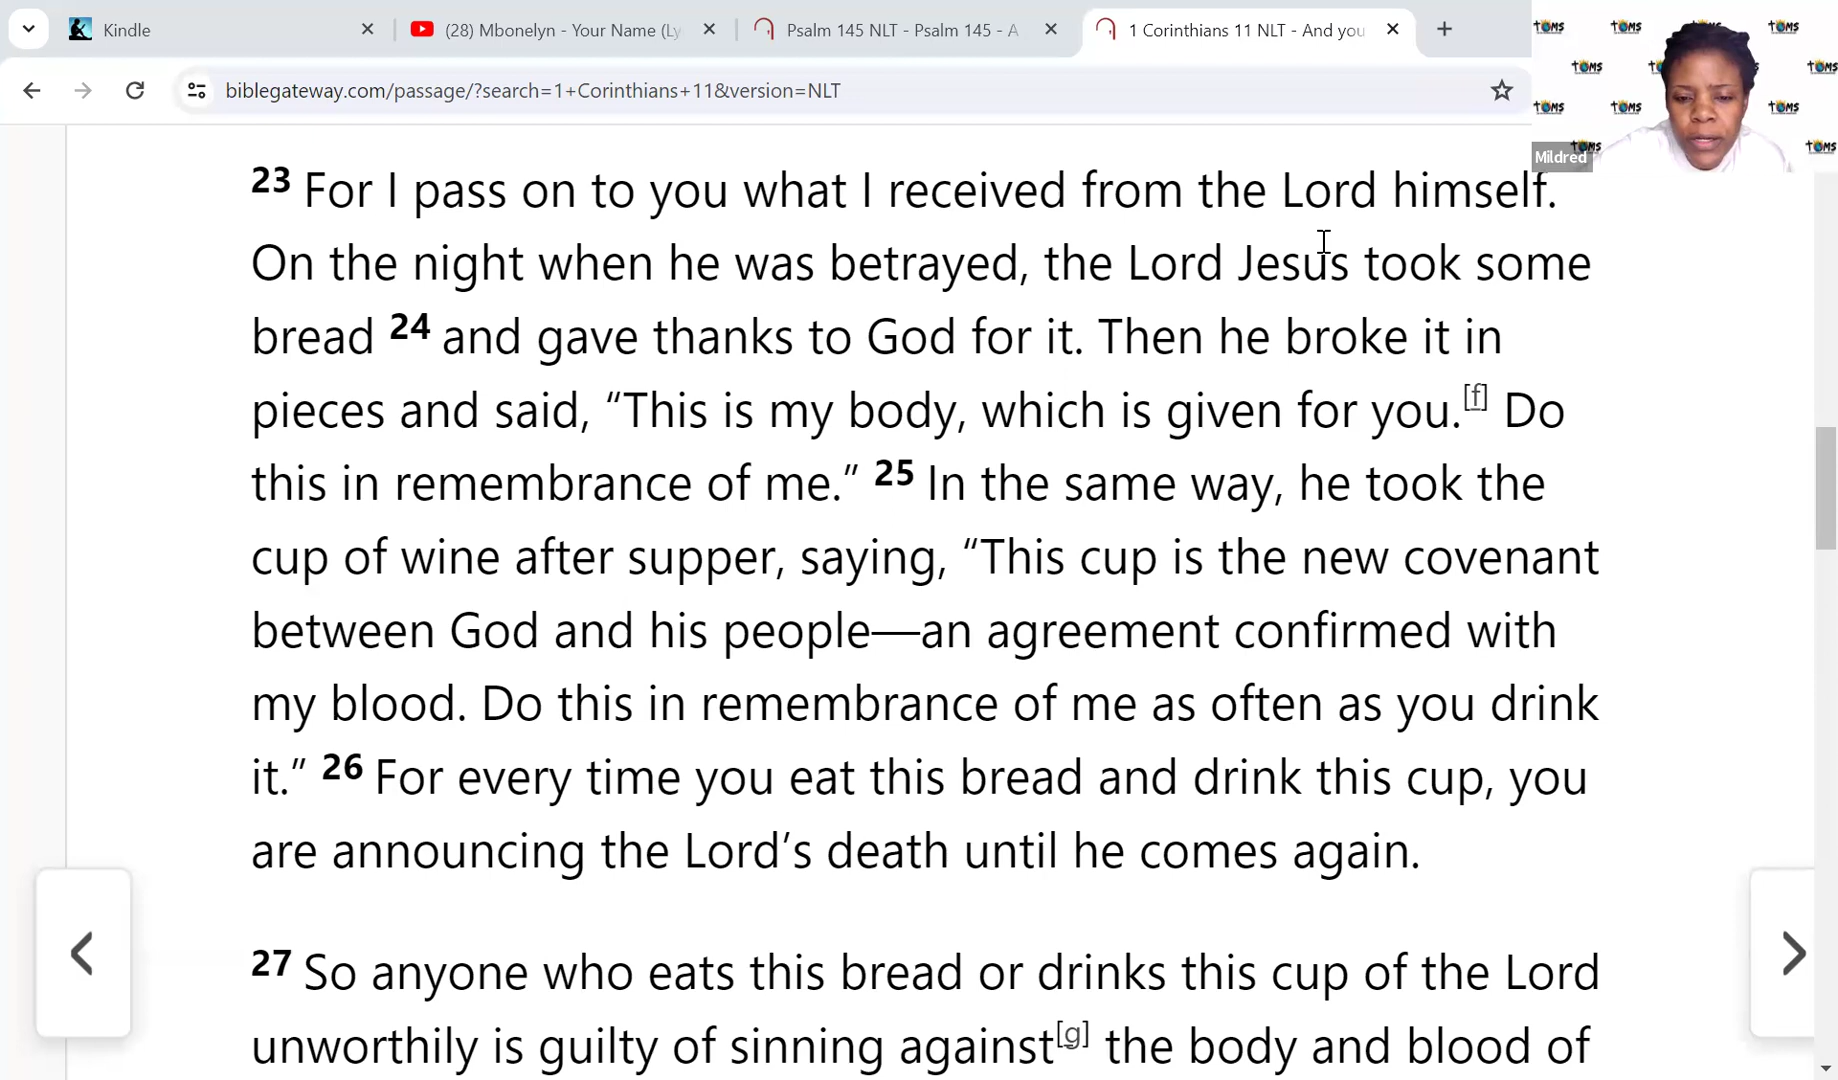 Kindle
(28) Mbonelyn - Your Name (Ly
Psalm 145 NLT - Psalm 145 - A
1 Corinthians 11 NLT - And you
biblegateway.com/passage/?search=1+Corinthians+11&version=NLT
TOMS TOMS TOMS
TOMS TOMS
TOMS TOMS
TOMS TOMS
Mildred
23 For I pass on to you what I received from the Lord himself.
On the night when he was betrayed, the Lord Jesus took some
bread 24 and gave thanks to God for it. Then he broke it in
pieces and said, “This is my body, which is given for you.[f] Do
this in remembrance of me.” 25 In the same way, he took the
cup of wine after supper, saying, “This cup is the new covenant
between God and his people—an agreement confirmed with
my blood. Do this in remembrance of me as often as you drink
it.” 26 For every time you eat this bread and drink this cup, you
are announcing the Lord’s death until he comes again.
27 So anyone who eats this bread or drinks this cup of the Lord
unworthily is guilty of sinning against[g] the body and blood of